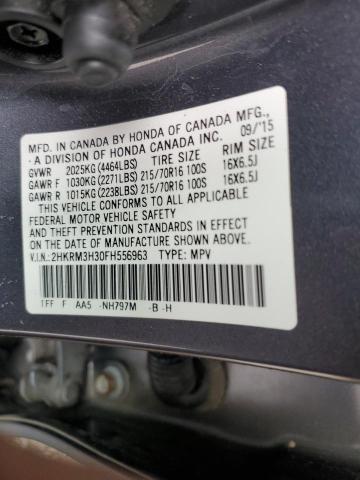 MFD. IN CANADA BY HONDA OF CANADA MFG.,
- A DIVISION OF HONDA CANADA INC. 09/'15
GVWR 2025KG (4464LBS) TIRE SIZE RIM SIZE
GAWR F 1030KG (2271LBS) 215/70R16 100S 16X6.5J
GAWR R 1015KG (2238LBS) 215/70R16 100S 16X6.5J
THIS VEHICLE CONFORMS TO ALL APPLICABLE
FEDERAL MOTOR VEHICLE SAFETY
AND THEFT PREVENTION STANDARDS IN EFFECT
ON THE DATE OF MANUFACTURE SHOWN ABOVE.
V.I.N.: 2HKRM3H30FH556963 TYPE: MPV
1FF F AA5 -NH797M -B -H